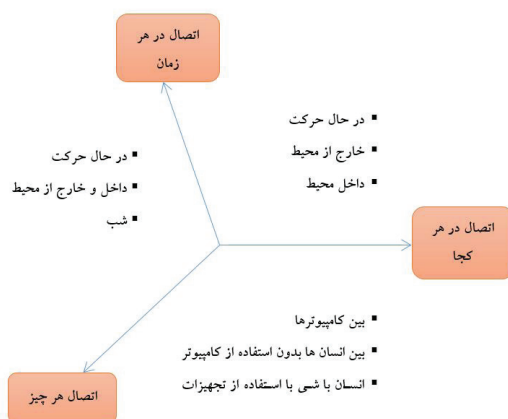 اتصال در هر
زمان
▪ در حال حرکت
▪ خارج از محیط
▪ داخل محیط
▪ در حال حرکت
▪ داخل و خارج از محیط
▪ شب
اتصال در هر
کجا
▪ بین کامپیوترها
▪ بین انسان ها بدون استفاده از کامپیوتر
▪ انسان با شی با استفاده از تجهیزات
اتصال هر چیز